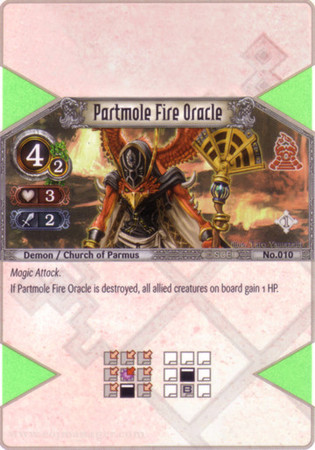 Partmole Fire Oracle
4
2
3
2
1
Demon / Church of Parmus
No.010
Magic Attack.
If Partmole Fire Oracle is destroyed, all allied creatures on board gain 1 HP.
B